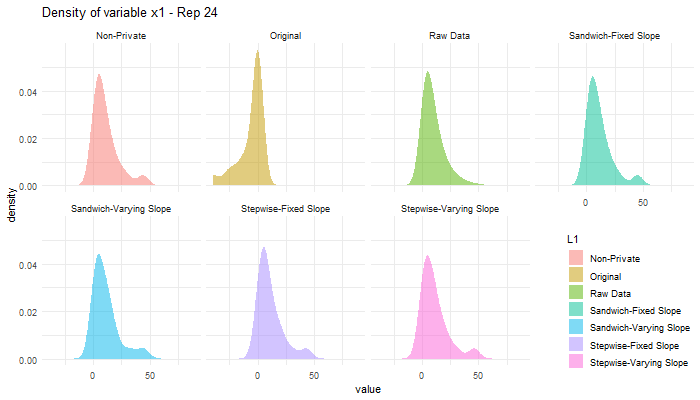 Density of variable x1 - Rep 24
Non-Private
Original
Raw Data
Sandwich-Fixed Slope
0.04
0.02
0.00
0
50
density
Sandwich-Varying Slope
Stepwise-Fixed Slope
Stepwise-Varying Slope
0.04
0.02
0.00
0
50
0
50
0
50
value
L1
Non-Private
Original
Raw Data
Sandwich-Fixed Slope
Sandwich-Varying Slope
Stepwise-Fixed Slope
Stepwise-Varying Slope